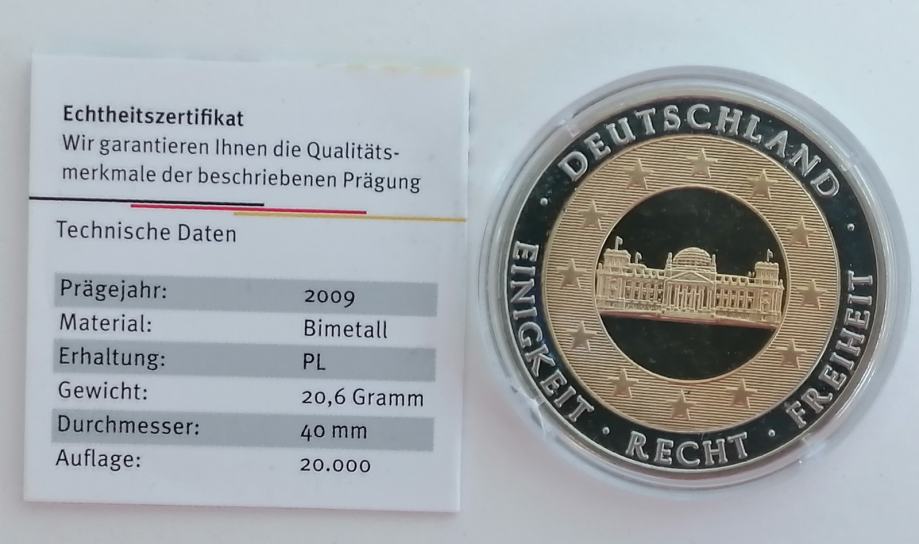 Echtheitszertifikat
Wir garantieren Ihnen die Qualitäts-
merkmale der beschriebenen Prägung
Technische Daten
Prägejahr: 2009
Material: Bimetall
Erhaltung: PL
Gewicht: 20,6 Gramm
Durchmesser: 40 mm
Auflage: 20.000
· DEUTSCHLAND ·
EINIGKEIT · RECHT · FREIHEIT